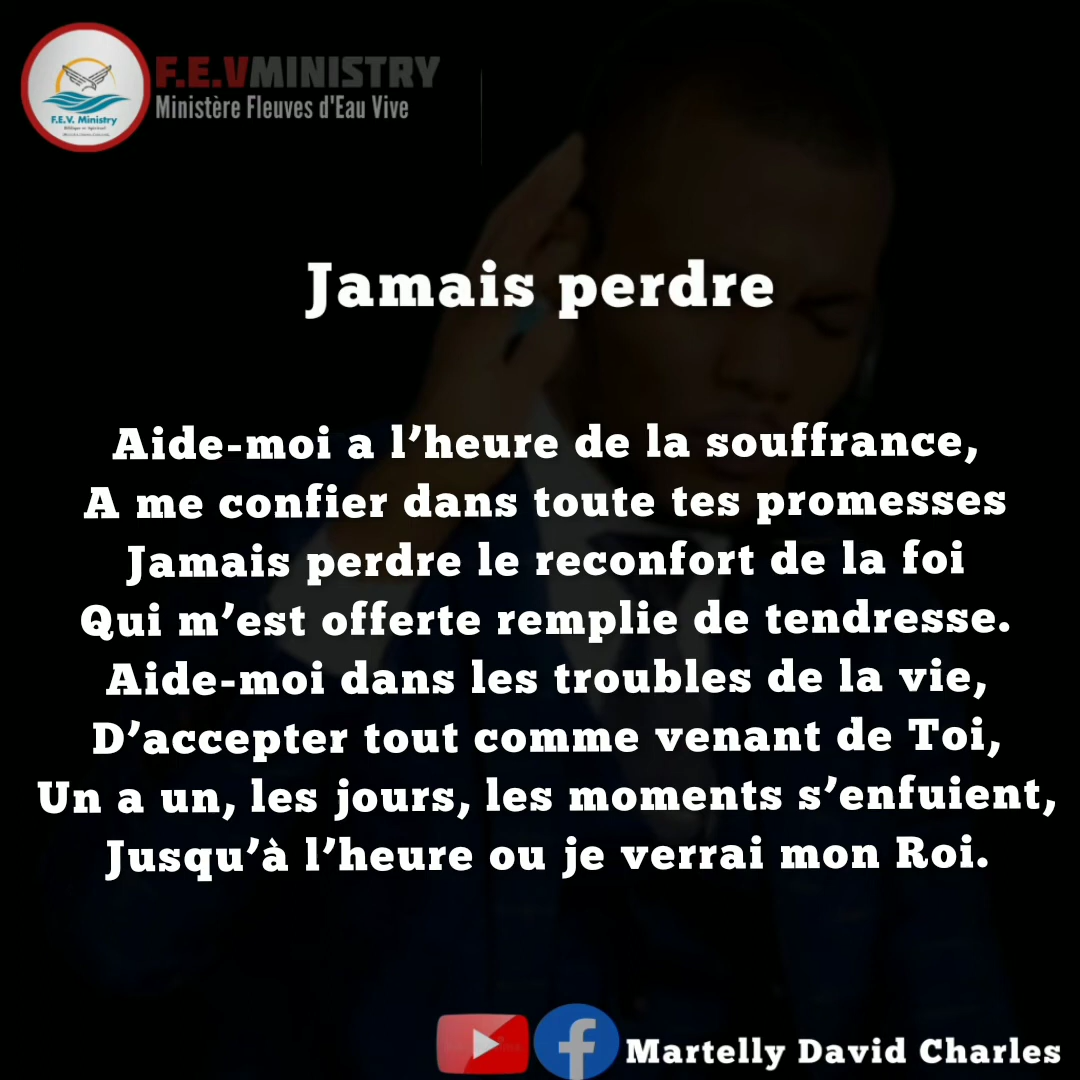 F.E.VMINISTRY
Ministère Fleuves d'Eau Vive
F.E.V. Ministry
Jamais perdre
Aide-moi a l’heure de la souffrance,
A me confier dans toute tes promesses
Jamais perdre le reconfort de la foi
Qui m’est offerte remplie de tendresse.
Aide-moi dans les troubles de la vie,
D’accepter tout comme venant de Toi,
Un a un, les jours, les moments s’enfuient,
Jusqu’à l’heure ou je verrai mon Roi.
Martelly David Charles